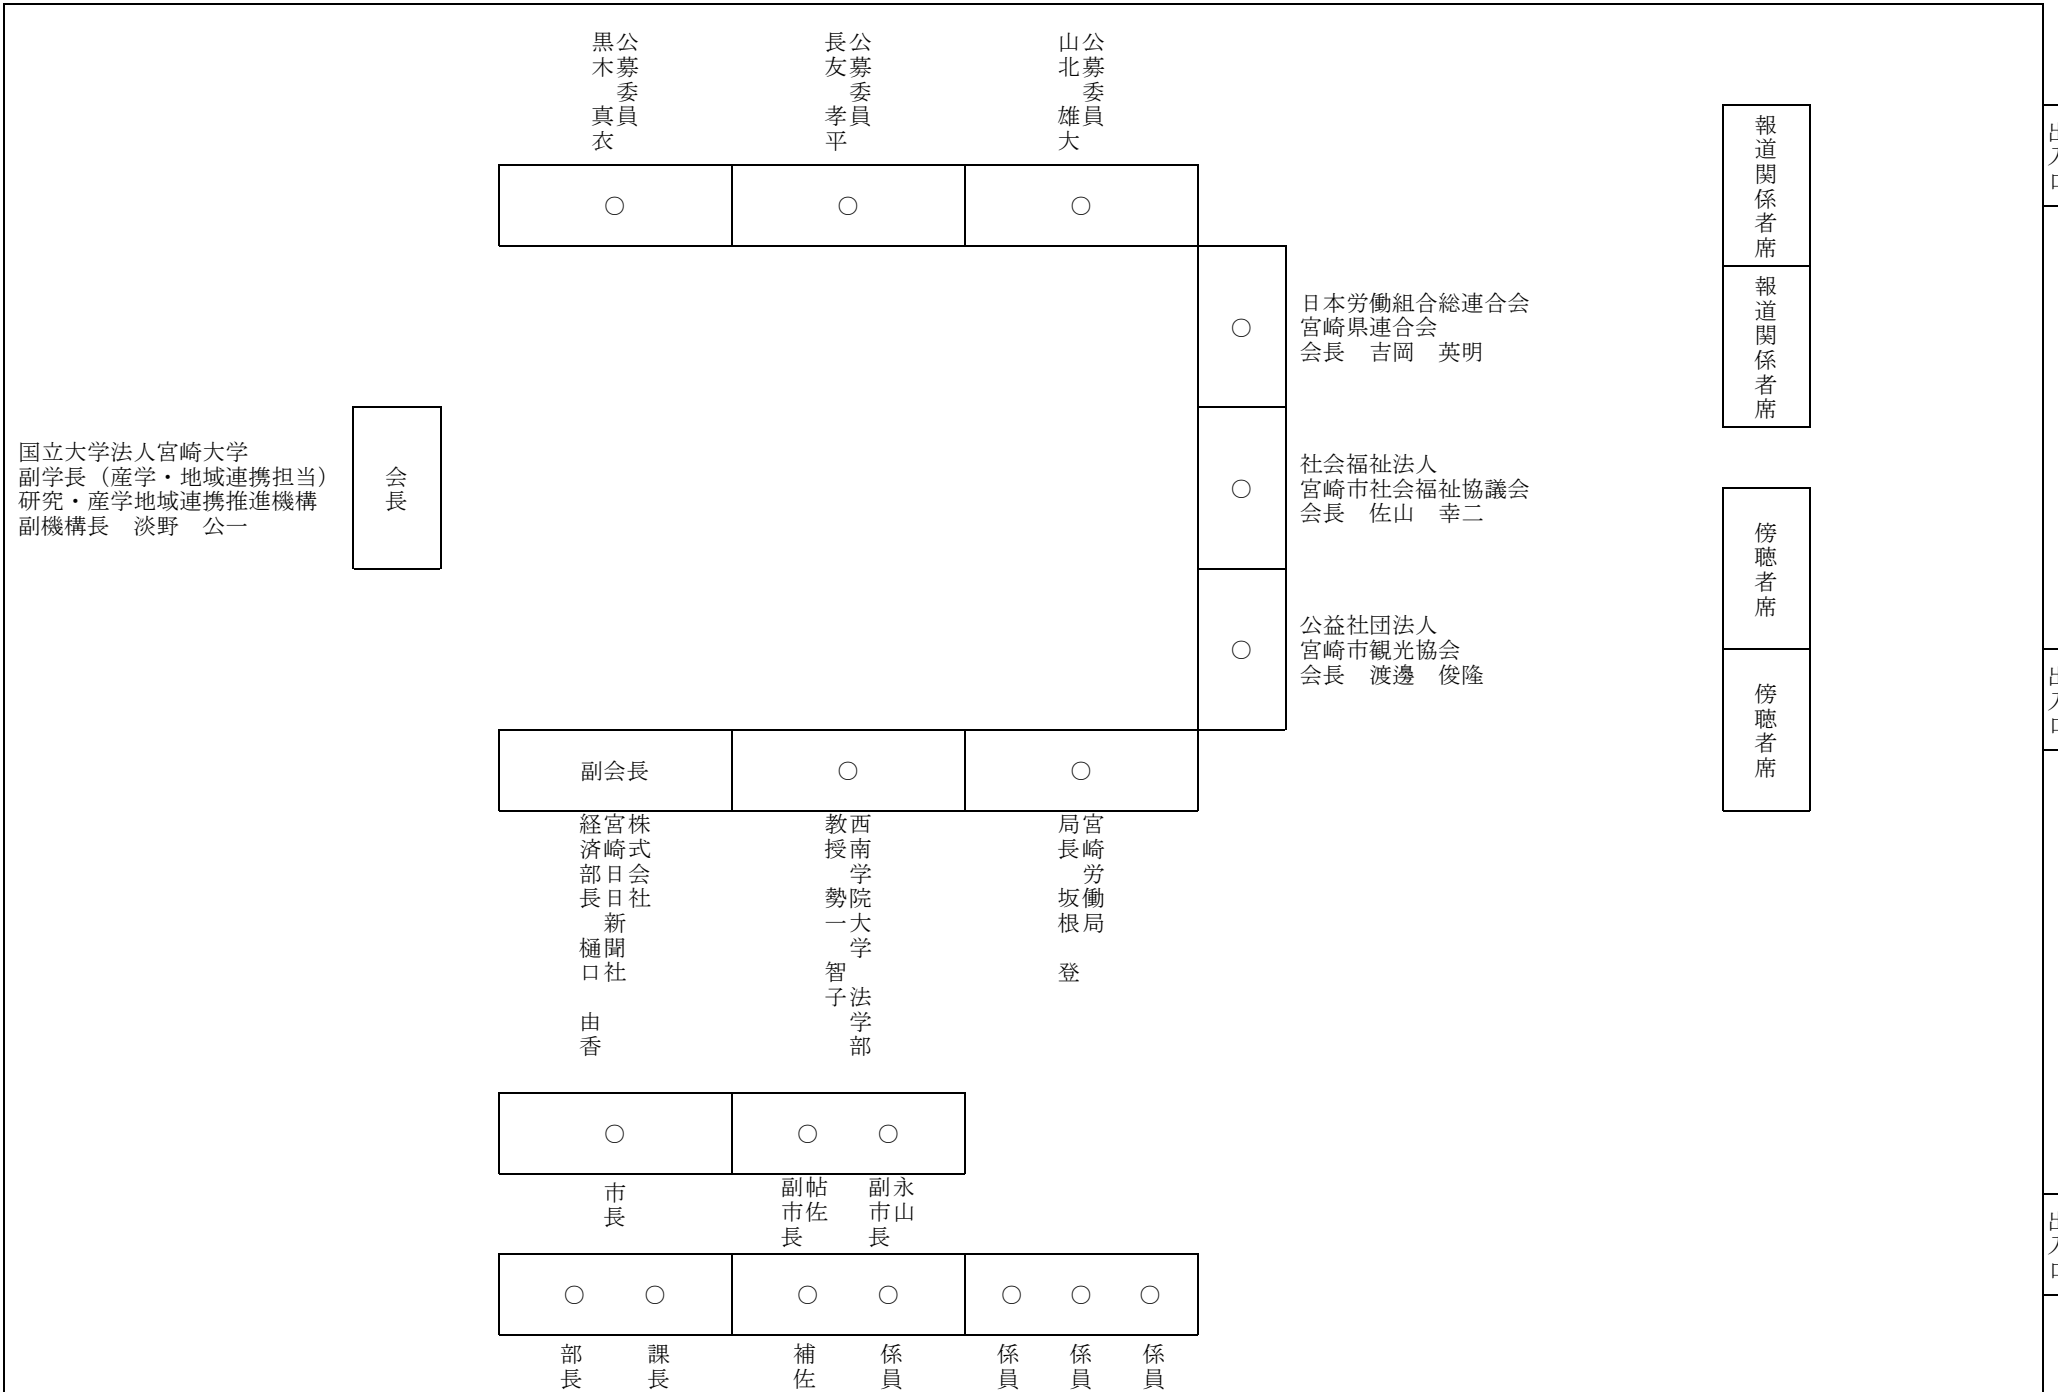 公募委員
黒木　真衣
公募委員
長友　孝平
公募委員
山北　雄大
○
○
○
報道関係者席
報道関係者席
出入口
○
日本労働組合総連合会
宮崎県連合会
会長　吉岡　英明
国立大学法人宮崎大学
副学長（産学・地域連携担当）
研究・産学地域連携推進機構
副機構長　淡野　公一
会長
○
社会福祉法人
宮崎市社会福祉協議会
会長　佐山　幸二
○
公益社団法人
宮崎市観光協会
会長　渡邊　俊隆
傍聴者席
傍聴者席
出入口
副会長
○
○
株式会社
宮崎日日新聞社
経済部長　樋口　由香
西南学院大学　法学部
教授　勢一　智子
宮崎労働局
局長　坂根　登
○
○
○
市長
帖佐
副市長
永山
副市長
出入口
○
○
○
○
○
○
○
部長
課長
補佐
係員
係員
係員
係員